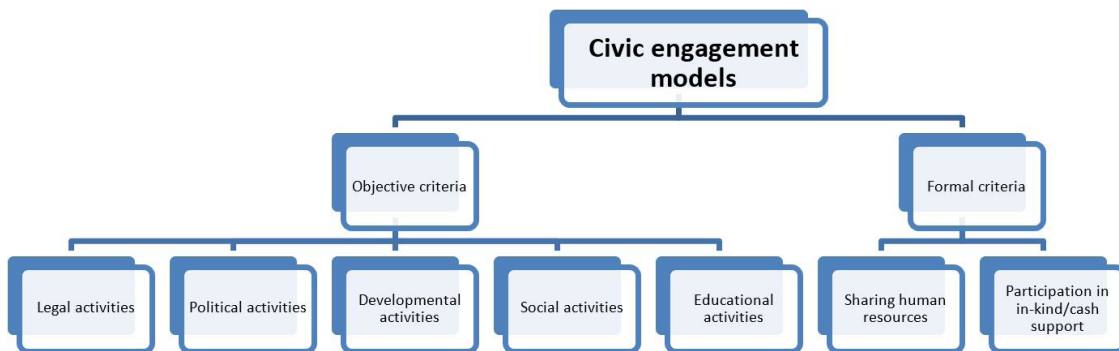 Civic engagement
models
Objective criteria
Formal criteria
Legal activities
Political activities
Developmental
activities
Social activities
Educational
activities
Sharing human
resources
Participation in
in-kind/cash
support